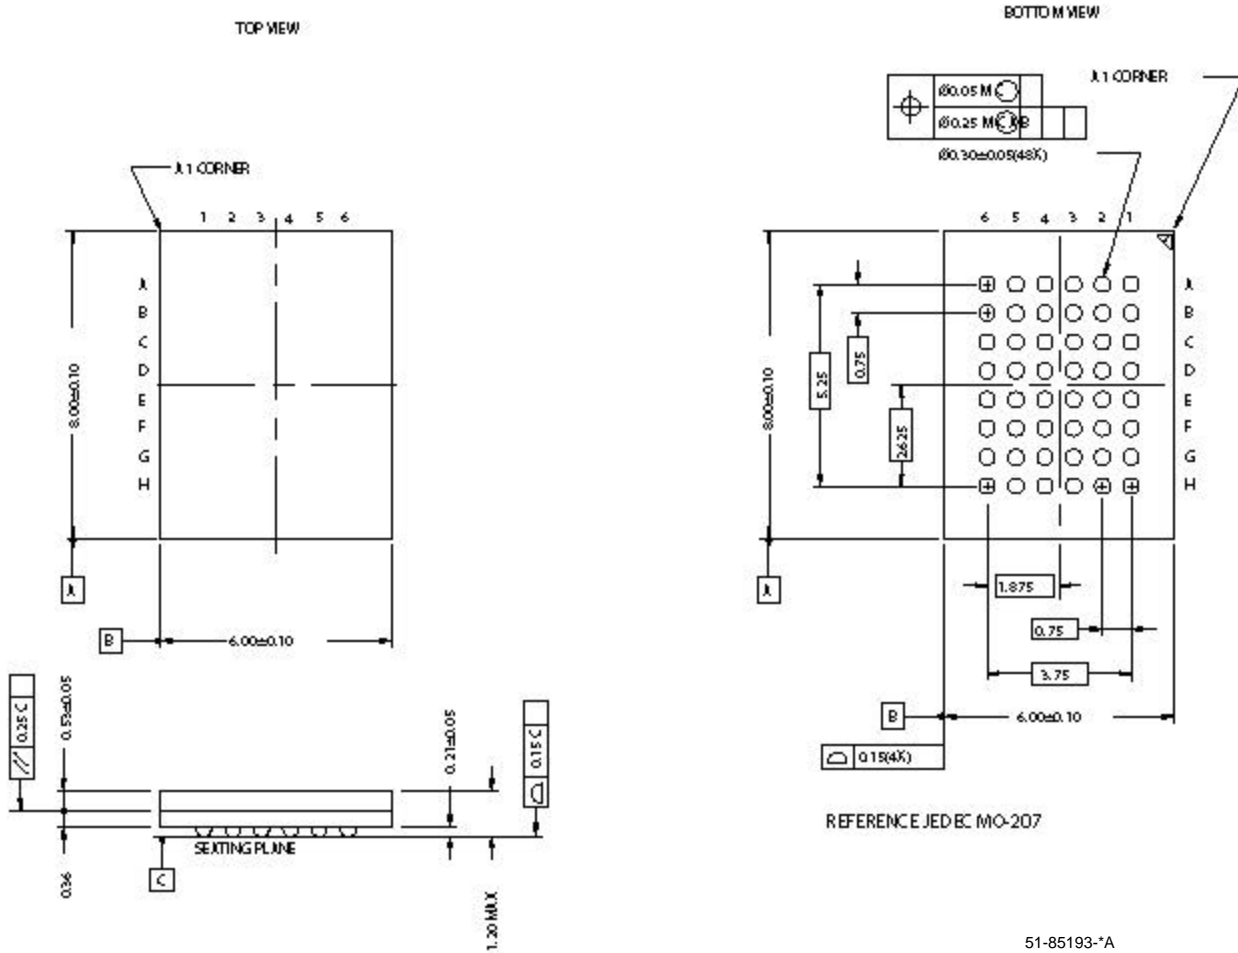 TOP VIEW
BOTTOM VIEW
A1 CORNER
1 2 3 4 5 6
A
B
C
D
E
F
G
H
8.00±0.10
A
B
6.00±0.10
Ø0.05 M C
Ø0.25 M C A B
Ø0.30±0.05(48X)
A1 CORNER
6 5 4 3 2 1
A
B
C
D
E
F
G
H
8.00±0.10
5.25
0.75
2.625
A
1.875
0.75
3.75
B
6.00±0.10
0.15(4X)
// 0.25 C
0.53±0.05
0.36
0.21±0.05
0.15 C
1.20 MAX
SEATING PLANE
C
REFERENCE JEDEC MO-207
51-85193-*A